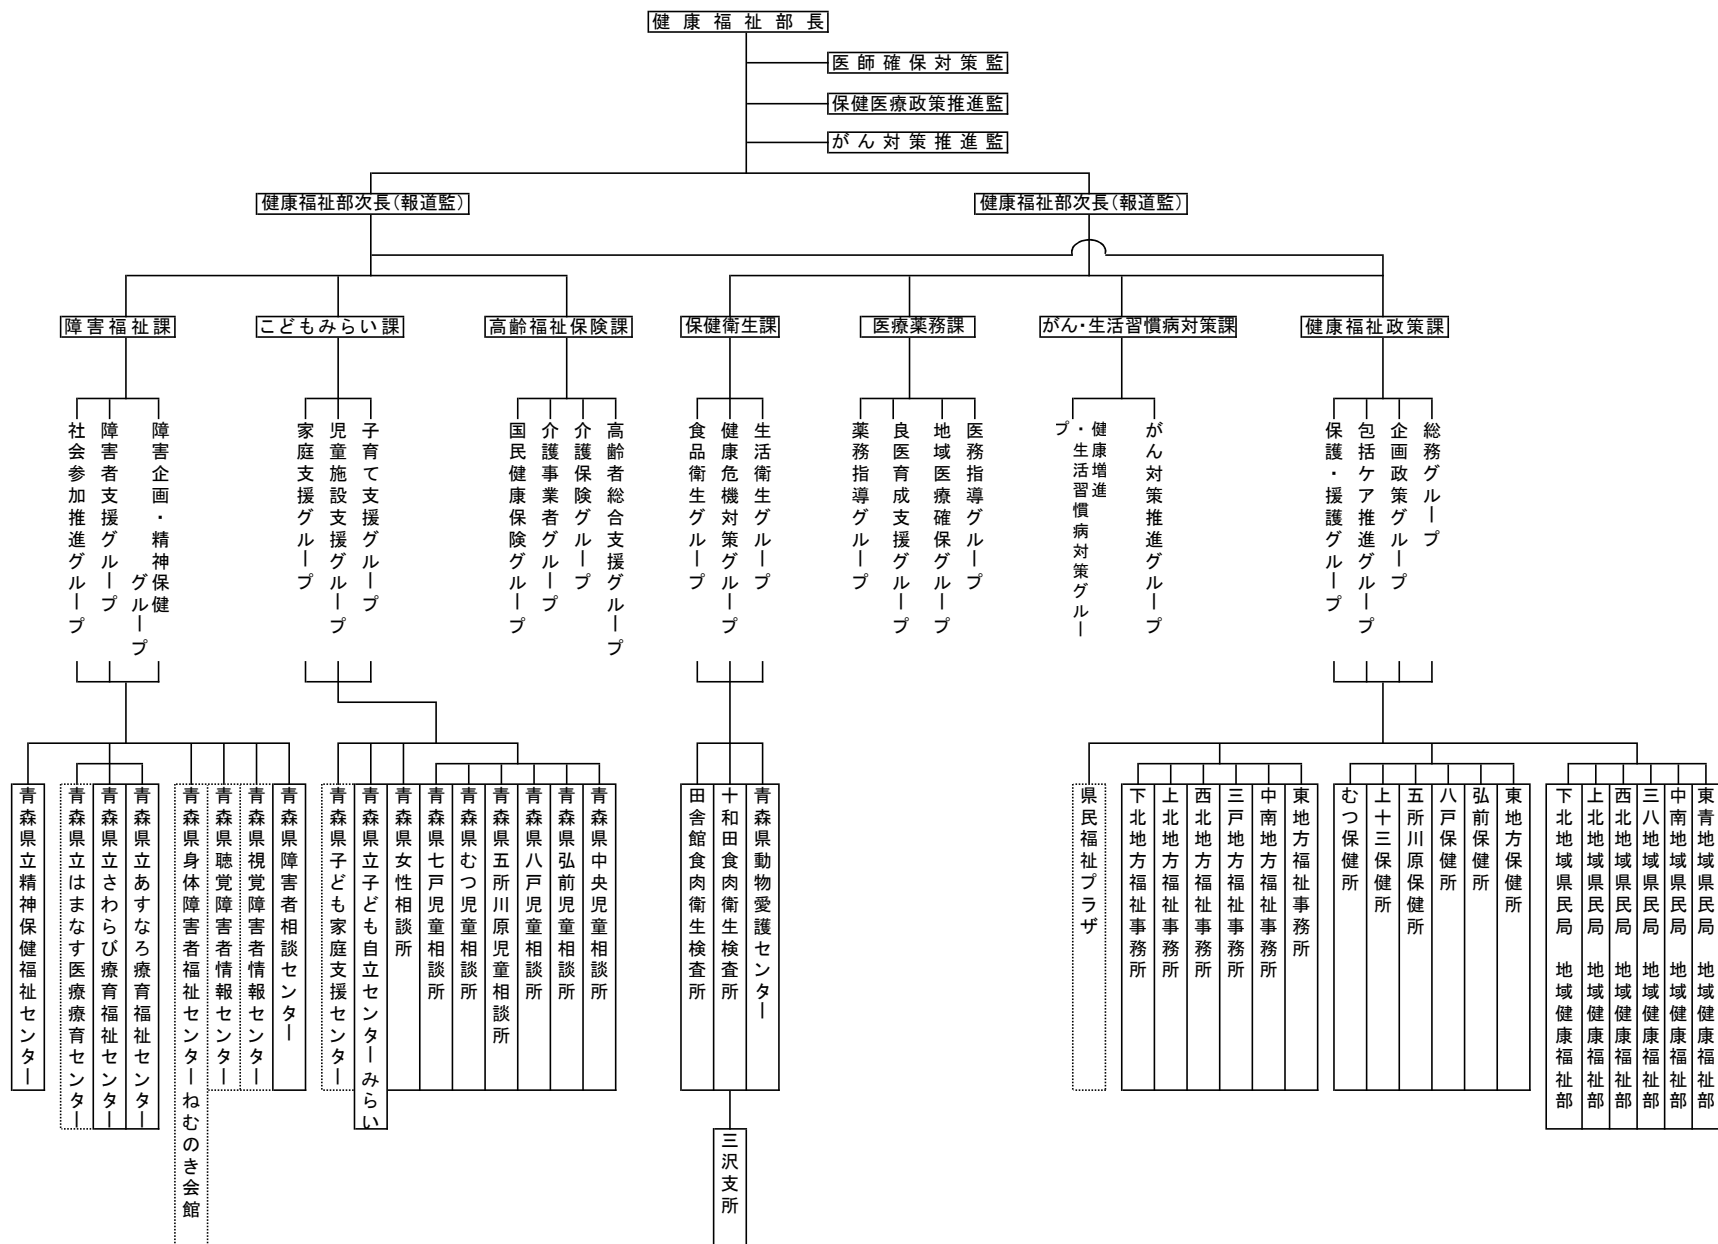 健康福祉部長
医師確保対策監
保健医療政策推進監
がん対策推進監
健康福祉部次長(報道監)
健康福祉部次長(報道監)
障害福祉課
こどもみらい課
高齢福祉保険課
保健衛生課
医療薬務課
がん・生活習慣病対策課
健康福祉政策課
総務グループ
企画政策グループ
包括ケア推進グループ
保護・援護グループ
がん対策推進グループ
健康増進
・生活習慣病対策グルー
プ
医務指導グループ
地域医療確保グループ
良医育成支援グループ
薬務指導グループ
生活衛生グループ
健康危機対策グループ
食品衛生グループ
高齢者総合支援グループ
介護保険グループ
介護事業者グループ
国民健康保険グループ
子育て支援グループ
児童施設支援グループ
家庭支援グループ
障害企画・精神保健
グループ
障害者支援グループ
社会参加推進グループ
東青地域県民局 地域健康福祉部
中南地域県民局 地域健康福祉部
三八地域県民局 地域健康福祉部
西北地域県民局 地域健康福祉部
上北地域県民局 地域健康福祉部
下北地域県民局 地域健康福祉部
東地方保健所
弘前保健所
八戸保健所
五所川原保健所
上十三保健所
むつ保健所
東地方福祉事務所
中南地方福祉事務所
三戸地方福祉事務所
西北地方福祉事務所
上北地方福祉事務所
下北地方福祉事務所
県民福祉プラザ
青森県動物愛護センター
十和田食肉衛生検査所
田舎館食肉衛生検査所
三沢支所
青森県中央児童相談所
青森県弘前児童相談所
青森県八戸児童相談所
青森県五所川原児童相談所
青森県むつ児童相談所
青森県七戸児童相談所
青森県女性相談所
青森県立子ども自立センターみらい
青森県子ども家庭支援センター
青森県障害者相談センター
青森県視覚障害者情報センター
青森県聴覚障害者情報センター
青森県身体障害者福祉センターねむのき会館
青森県立あすなろ療育福祉センター
青森県立さわらび療育福祉センター
青森県立はまなす医療療育センター
青森県立精神保健福祉センター